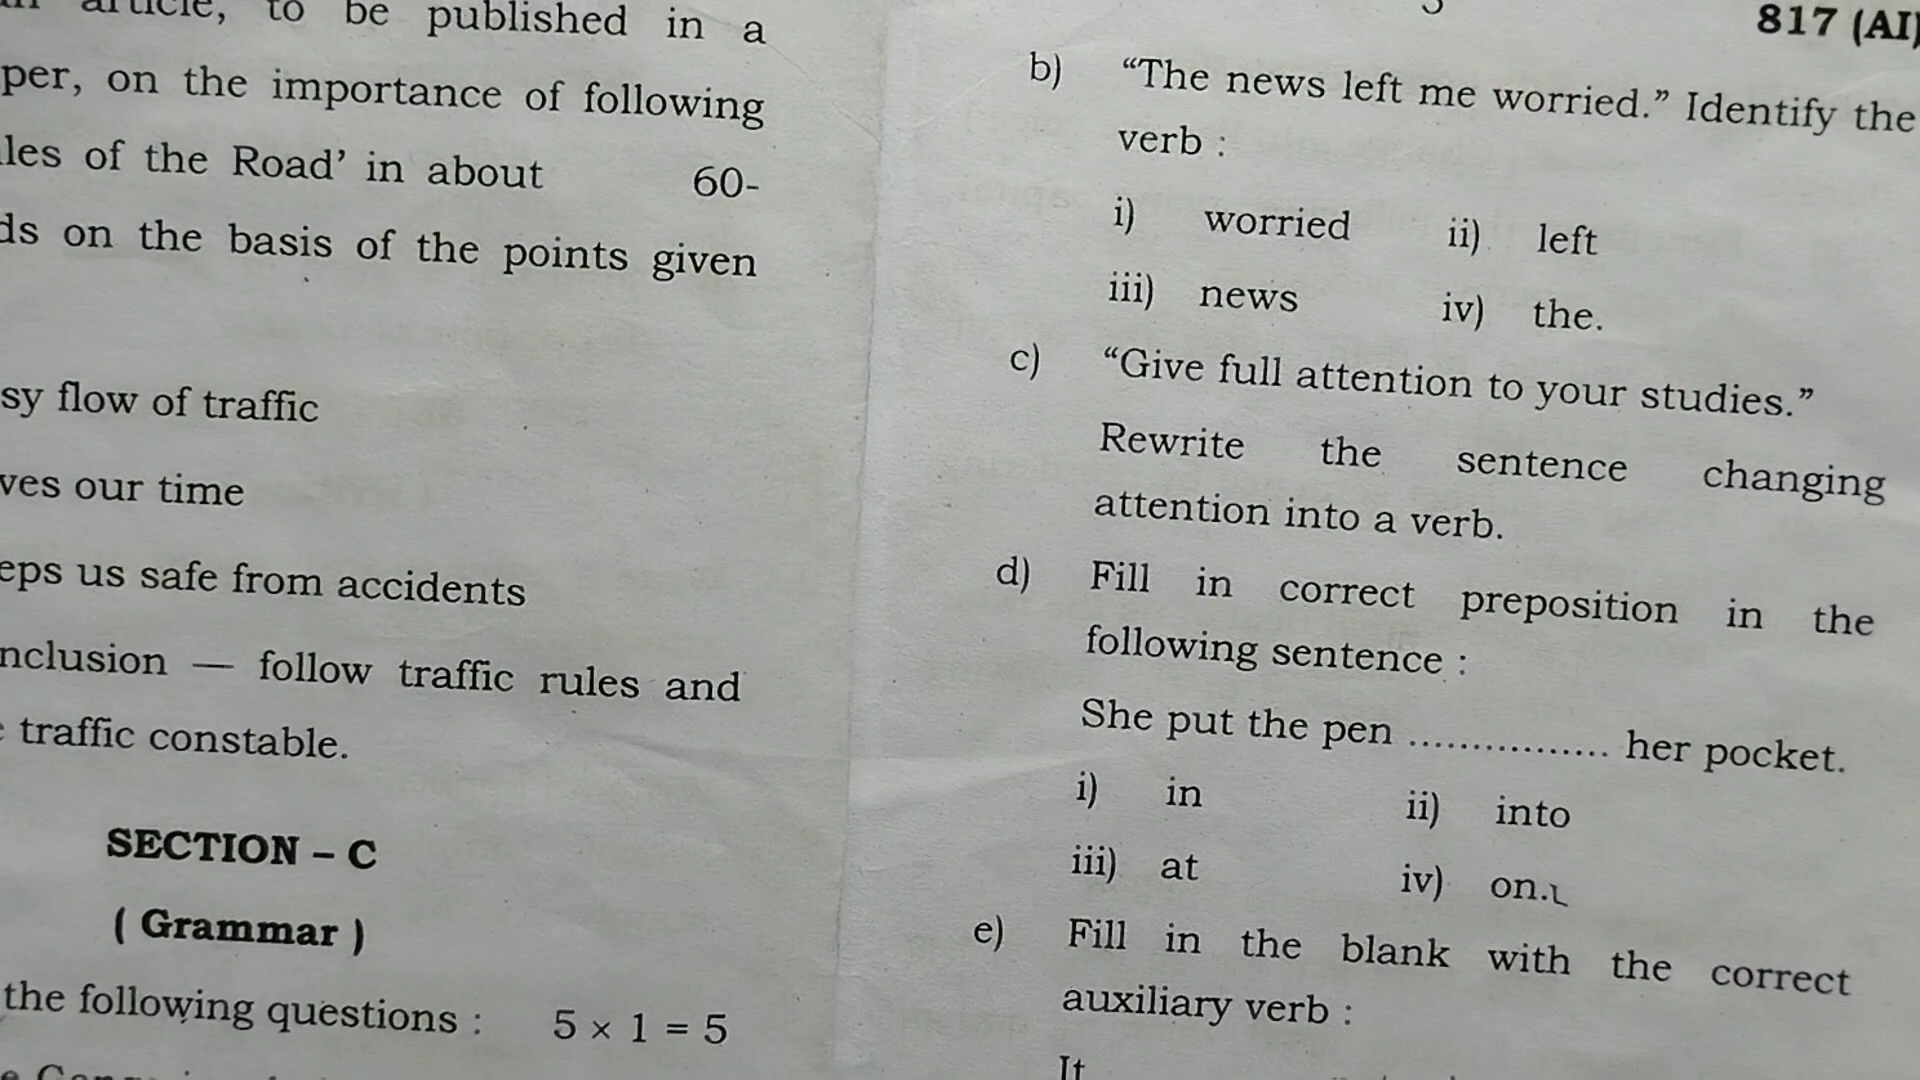 article, to be published in a
per, on the importance of following
les of the Road' in about 60-
ds on the basis of the points given
sy flow of traffic
ves our time
eps us safe from accidents
nclusion — follow traffic rules and
traffic constable.
SECTION – C
( Grammar )
the following questions : 5 × 1 = 5
817 (AI)
b) “The news left me worried.” Identify the
verb :
i) worried ii) left
iii) news iv) the.
c) “Give full attention to your studies.”
Rewrite the sentence changing
attention into a verb.
d) Fill in correct preposition in the
following sentence :
She put the pen ................ her pocket.
i) in ii) into
iii) at iv) on.
e) Fill in the blank with the correct
auxiliary verb :
It